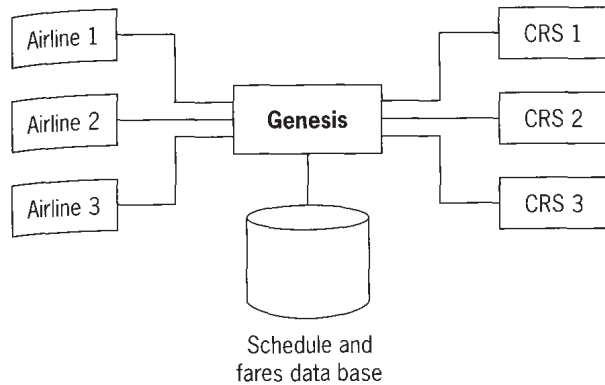 Airline 1
CRS 1
Airline 2
Genesis
CRS 2
Airline 3
CRS 3
Schedule and
fares data base